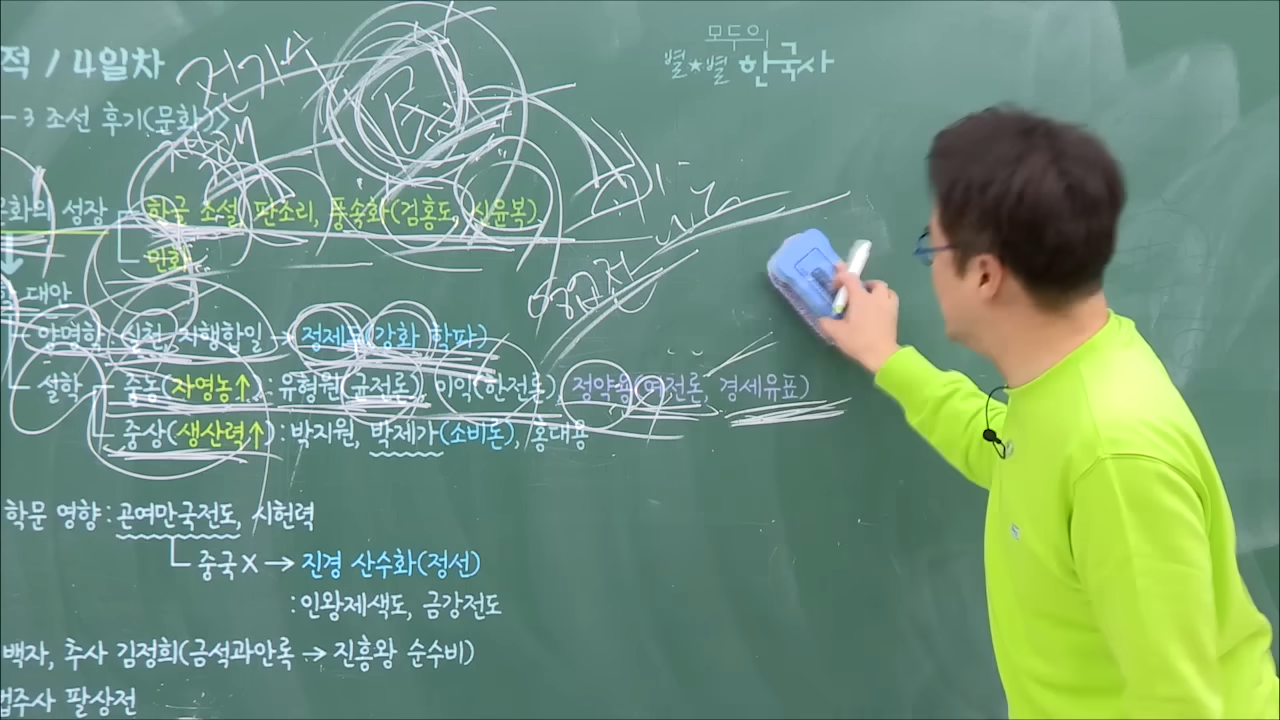 적 / 4일차
모두의
별★별 한국사
-3 조선 후기(문화)>
문화의 성장
한글 소설, 판소리, 풍속화(김홍도, 신윤복)
민화
대안
양명학 : 실천, 지행합일 → 정제두(강화 학파)
실학
중농(자영농↑) : 유형원(균전론), 이익(한전론), 정약용(여전론, 경세유표)
중상(생산력↑) : 박지원, 박제가(소비론), 홍대용
학문 영향 : 곤여만국전도, 시헌력
중국 X → 진경 산수화(정선)
: 인왕제색도, 금강전도
백자, 추사 김정희(금석과안록 → 진흥왕 순수비)
법주사 팔상전